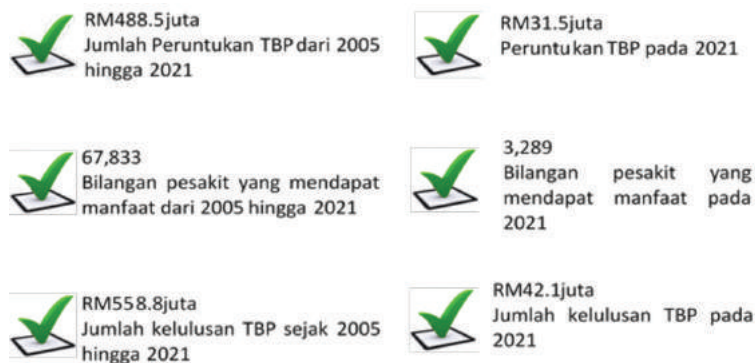 RM488.5juta
Jumlah Peruntukan TBP dari 2005
hingga 2021
RM31.5juta
Peruntukan TBP pada 2021
67,833
Bilangan pesakit yang mendapat
manfaat dari 2005 hingga 2021
3,289
Bilangan pesakit yang
mendapat manfaat pada
2021
RM558.8juta
Jumlah kelulusan TBP sejak 2005
hingga 2021
RM42.1juta
Jumlah kelulusan TBP pada
2021